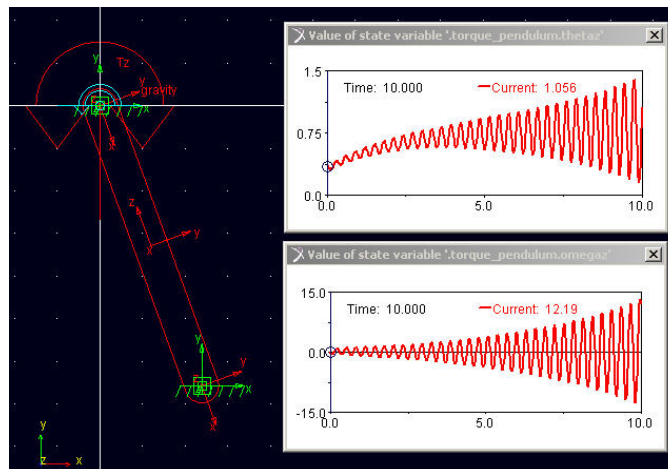 y Tz
y
gravity
x
x
z
y
x
y
y
x
x
y
z x
Value of state variable '.torque_pendulum.thetaz'
1.5
Time: 10.000 Current: 1.056
0.75
0.0
0.0 5.0 10.0
Value of state variable '.torque_pendulum.omegaz'
15.0
Time: 10.000 Current: 12.19
0.0
-15.0
0.0 5.0 10.0